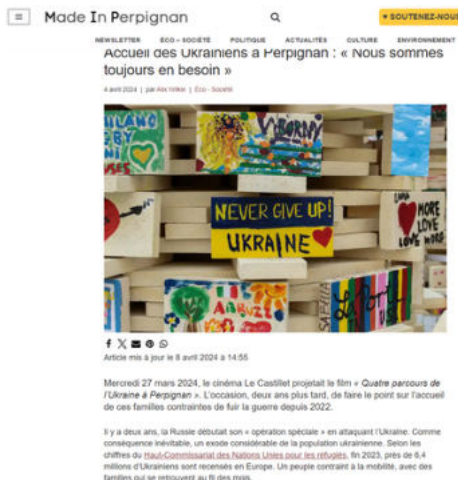 Made In Perpignan
♥ SOUTENEZ-NOUS
NEWSLETTER ÉCO – SOCIÉTÉ POLITIQUE ACTUALITÉS CULTURE ENVIRONNEMENT
Accueil des Ukrainiens à Perpignan : « Nous sommes
toujours en besoin »
4 avril 2024 | par | Éco - Société
MILANO
RUGBY
VIBORNY
NEVER GIVE UP!
UKRAINE
MORE
LOVE
LOVE MORE
ABRUZZ
Article mis à jour le 8 avril 2024 à 14:55
Mercredi 27 mars 2024, le cinéma Le Castillet projetait le film « Quatre parcours de
l'Ukraine à Perpignan ». L'occasion, deux ans plus tard, de faire le point sur l'accueil
de ces familles contraintes de fuir la guerre depuis 2022.
Il y a deux ans, la Russie débutait son « opération spéciale » en attaquant l'Ukraine. Comme
conséquence inévitable, un exode considérable de la population ukrainienne. Selon les
chiffres du Haut-Commissariat des Nations Unies pour les réfugiés, fin 2023, près de 6,4
millions d'Ukrainiens sont recensés en Europe. Un peuple contraint à la mobilité, avec des
familles qui se retrouvent au fil des mois.